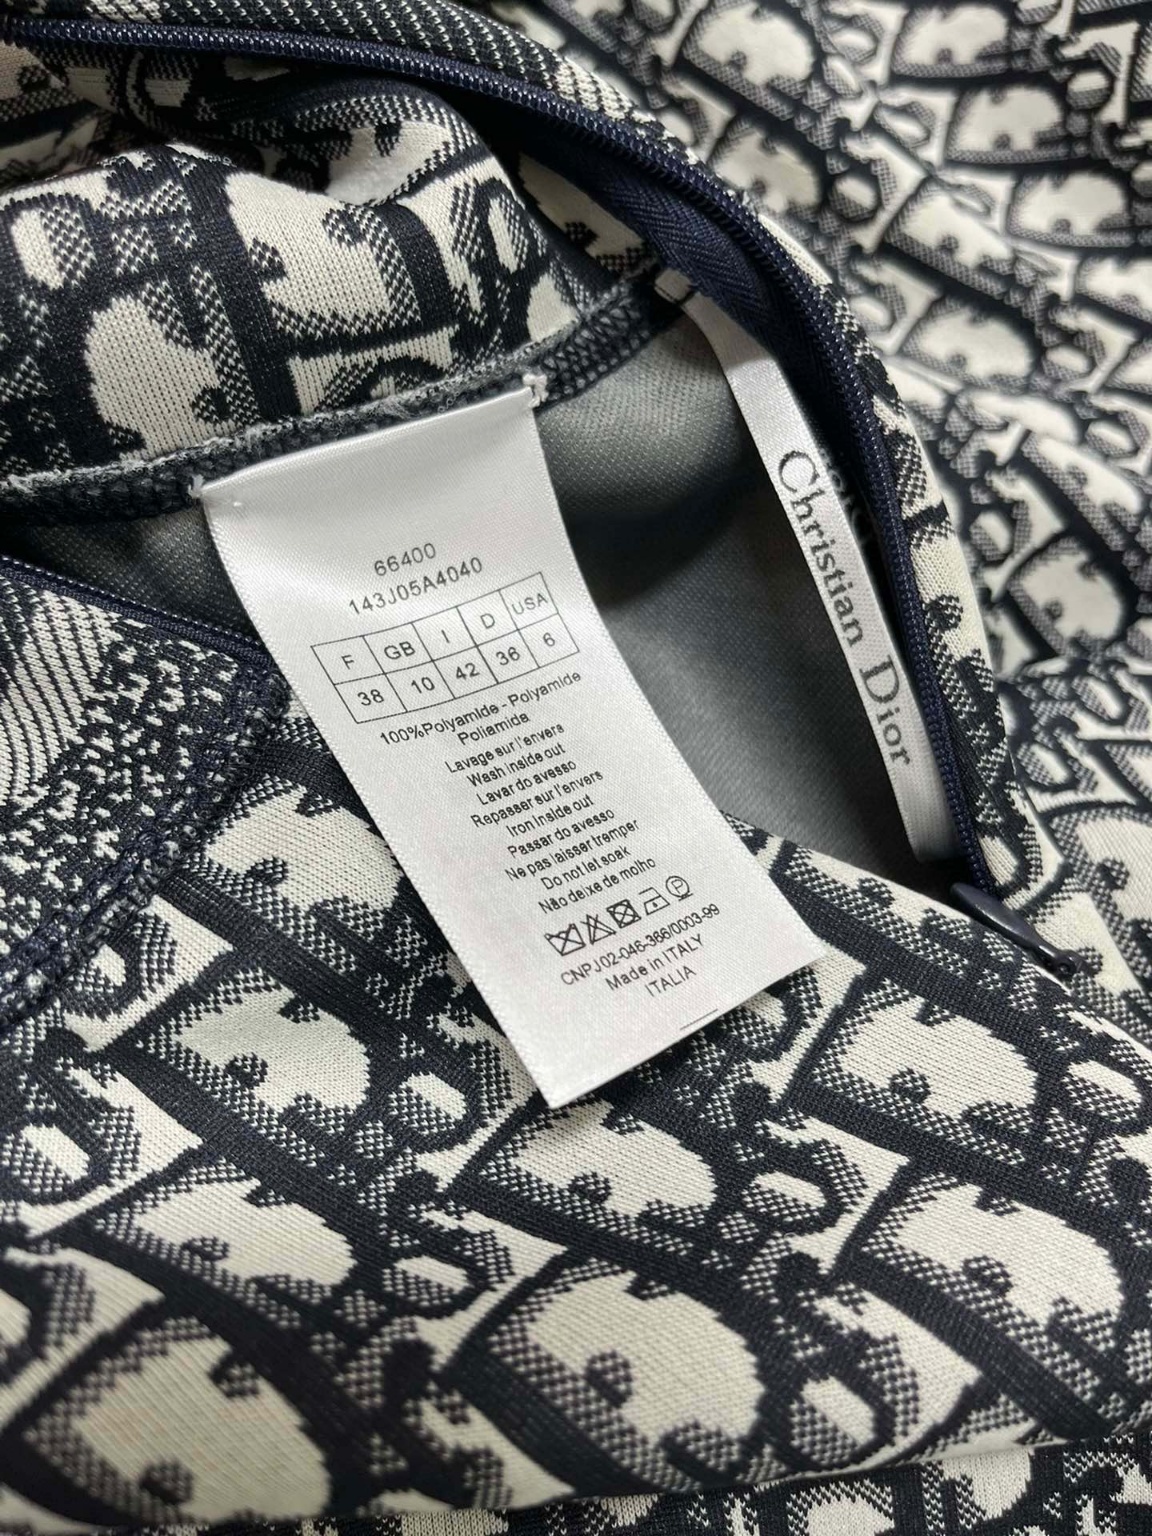 66400
143J05A4040
F GB I D USA
38 10 42 36 6
100%Polyamide - Polyamide
Poliamida
Lavage sur l'envers
Wash inside out
Lavar do avesso
Repasser sur l'envers
Iron Inside out
Passar do avesso
Ne pas laisser tremper
Do not let soak
Não deixe de molho
P
CNPJ02-046-366/0003-99
Made in ITALY
ITALIA
Christian Dior